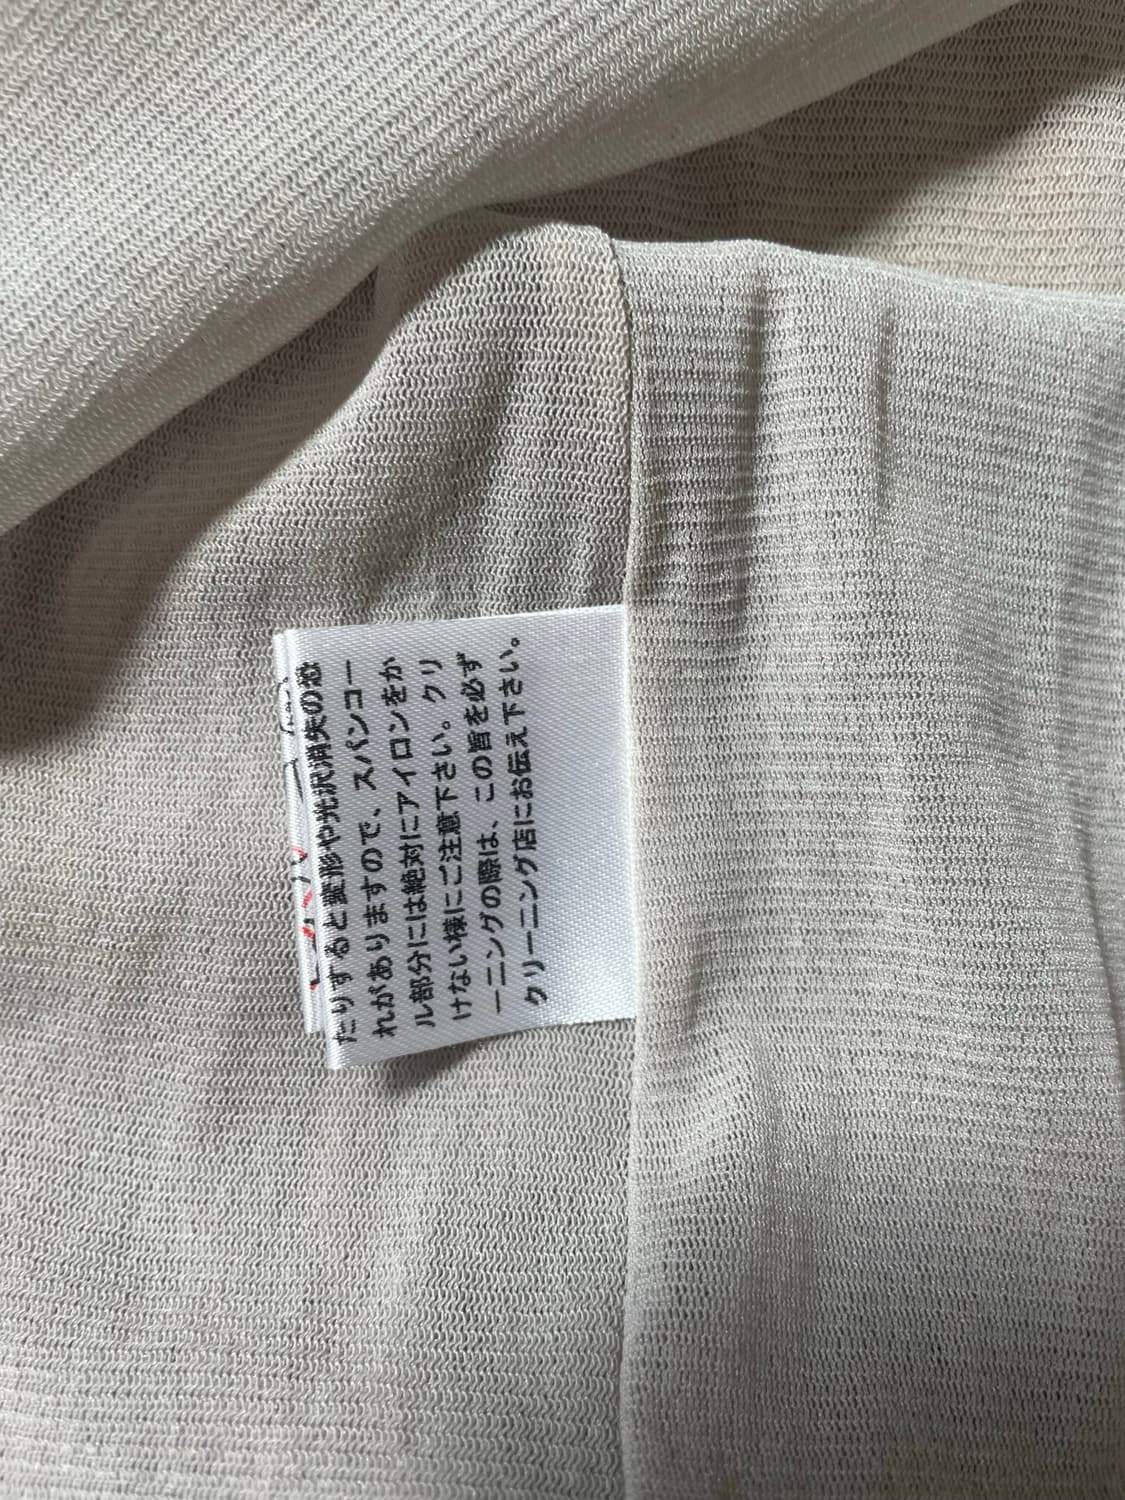 たりすると変形や光沢消失の恐
れがありますので、スパンコー
ル部分には絶対にアイロンをか
けない様にご注意下さい。クリ
ーニングの際は、この旨を必ず
クリーニング店にお伝え下さい。